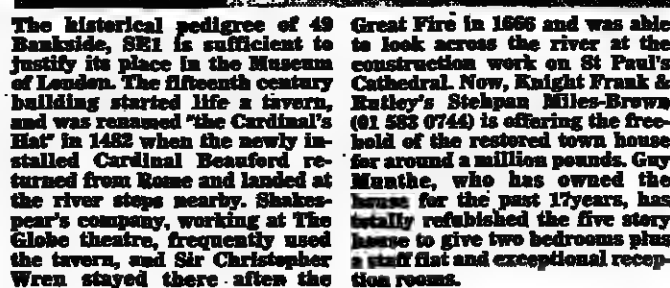 The historical pedigree of 49
Bankside, SE1 is sufficient to
justify its place in the Museum
of London. The fifteenth century
building started life a tavern,
and was renamed "the Cardinal's
Hat" in 1482 when the newly in-
stalled Cardinal Beauford re-
turned from Rome and landed at
the river steps nearby. Shakes-
pear's company, working at The
Globe theatre, frequently used
the tavern, and Sir Christopher
Wren stayed there after the
Great Fire in 1666 and was able
to look across the river at the
construction work on St Paul's
Cathedral. Now, Knight Frank &
Rutley's Stehpan Miles-Brown
(01 583 0744) is offering the free-
hold of the restored town house
for around a million pounds. Guy
Munthe, who has owned the
house for the past 17years, has
totally refubished the five story
house to give two bedrooms plus
a staff flat and exceptional recep-
tion rooms.